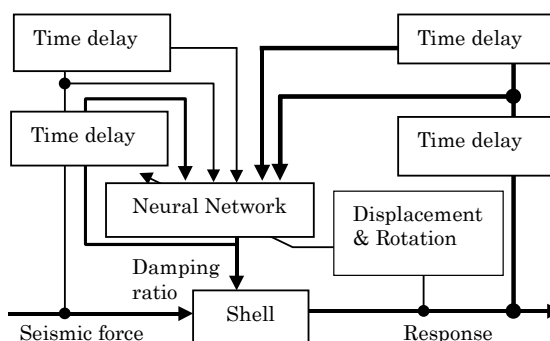 Time delay
Time delay
Time delay
Time delay
Neural Network
Displacement
& Rotation
Damping
ratio
Shell
Seismic force
Response